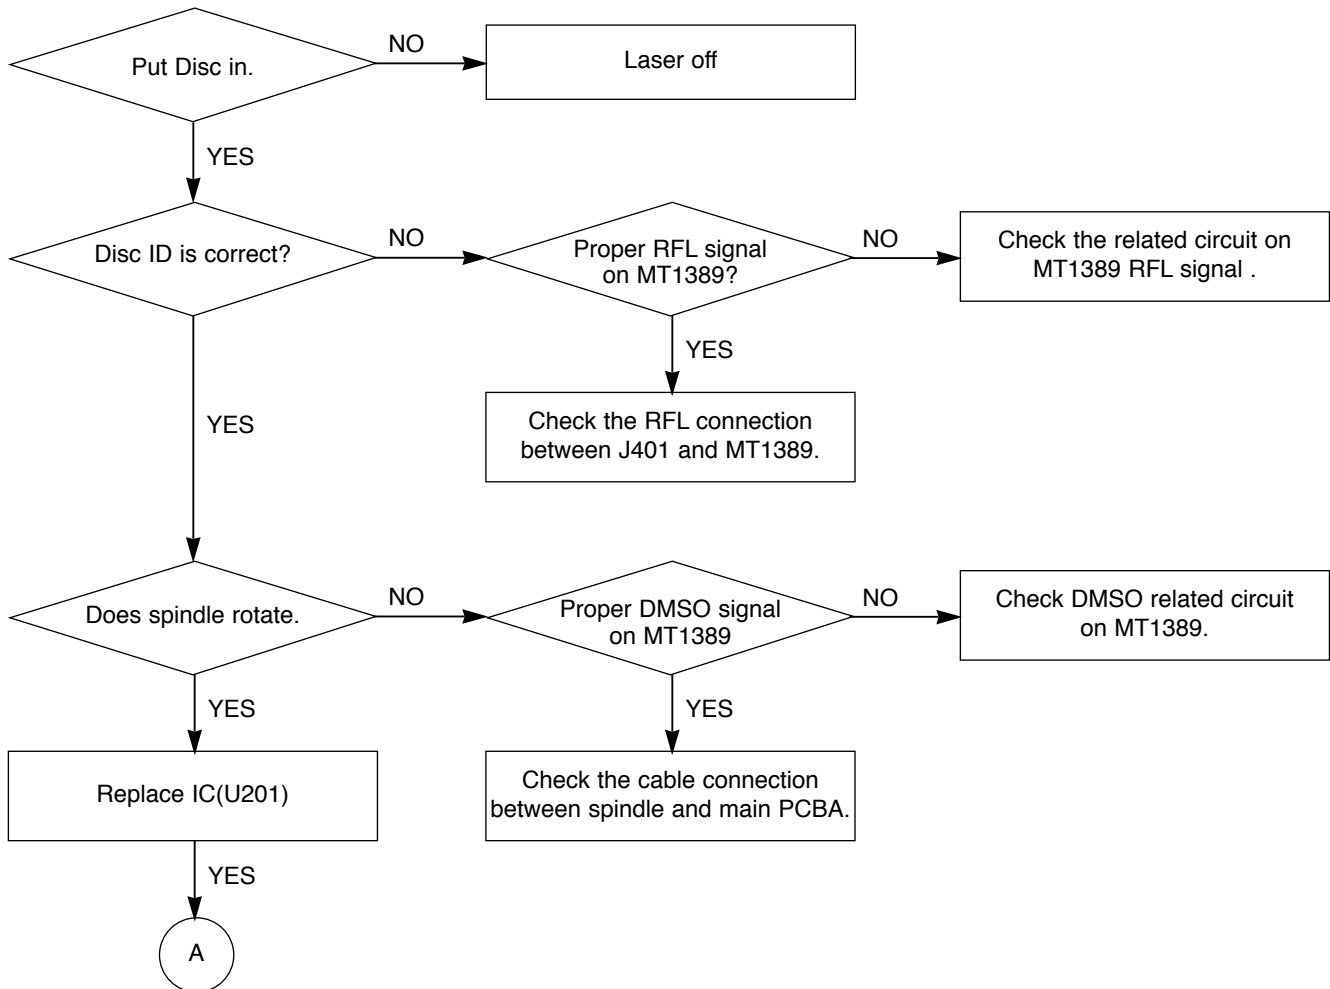 Put Disc in.
NO
Laser off
YES
Disc ID is correct?
NO
Proper RFL signal
on MT1389?
NO
Check the related circuit on
MT1389 RFL signal .
YES
Check the RFL connection
between J401 and MT1389.
YES
Does spindle rotate.
NO
Proper DMSO signal
on MT1389
NO
Check DMSO related circuit
on MT1389.
YES
Replace IC(U201)
YES
Check the cable connection
between spindle and main PCBA.
YES
A